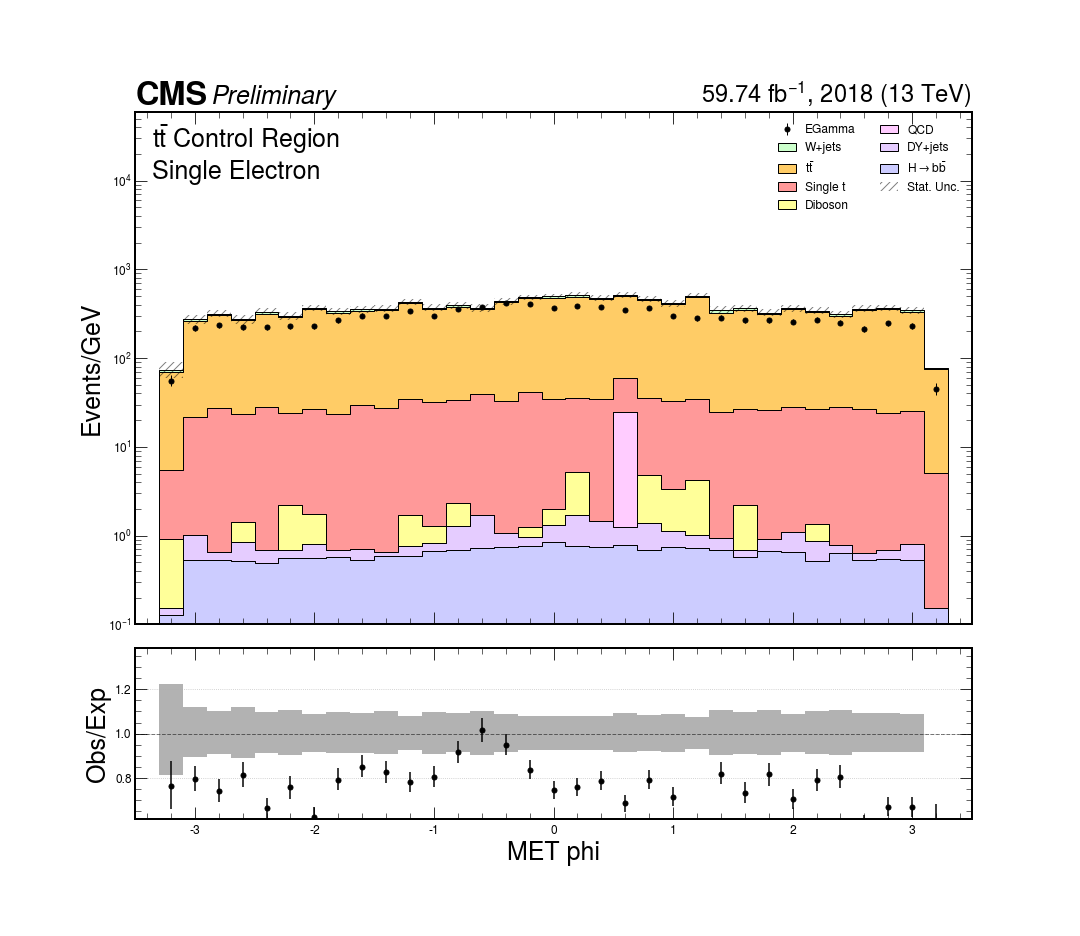 CMS Preliminary
59.74 fb⁻¹, 2018 (13 TeV)
tt̄ Control Region
Single Electron
EGamma
W+jets
tt̄
Single t
Diboson
QCD
DY+jets
H→bb̄
Stat. Unc.
Events/GeV
10⁴
10³
10²
10¹
10⁰
10⁻¹
Obs/Exp
1.2
1.0
0.8
-3 -2 -1 0 1 2 3
MET phi